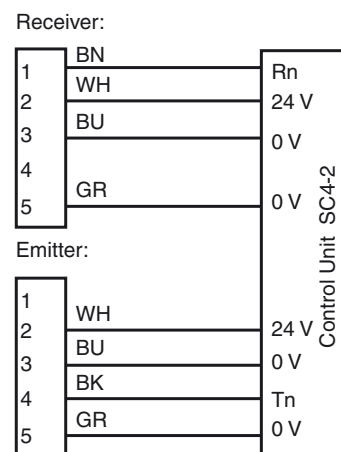 Receiver:
1 BN Rn
2 WH 24 V
3 BU 0 V
4
5 GR 0 V
Emitter:
1
2 WH 24 V
3 BU 0 V
4 BK Tn
5 GR 0 V
Control Unit SC4-2